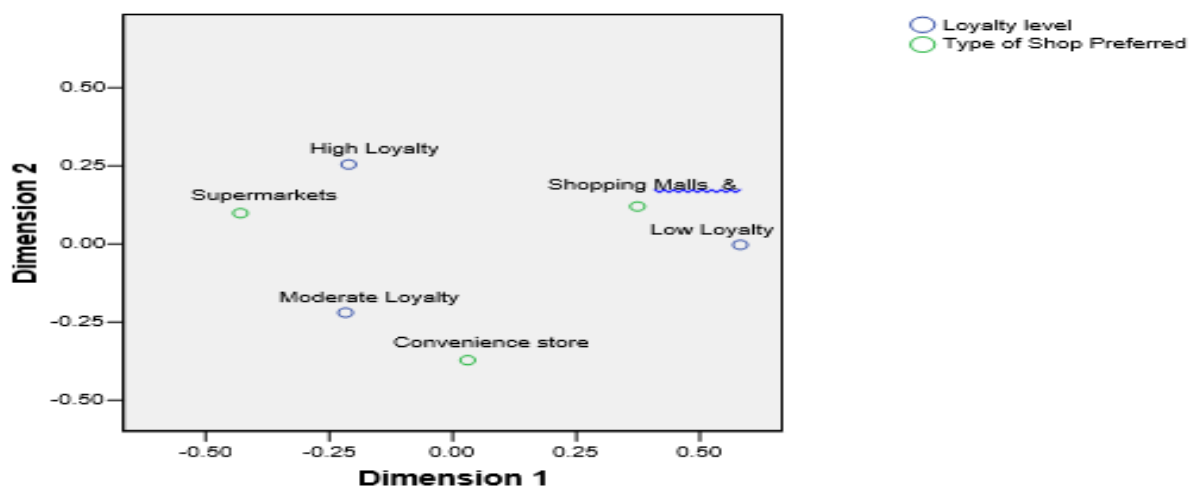 Loyalty level
Type of Shop Preferred
0.50
High Loyalty
0.25
Supermarkets
Shopping Malls &
0.00
Low Loyalty
Moderate Loyalty
-0.25
Convenience store
-0.50
-0.50 -0.25 0.00 0.25 0.50
Dimension 1
Dimension 2